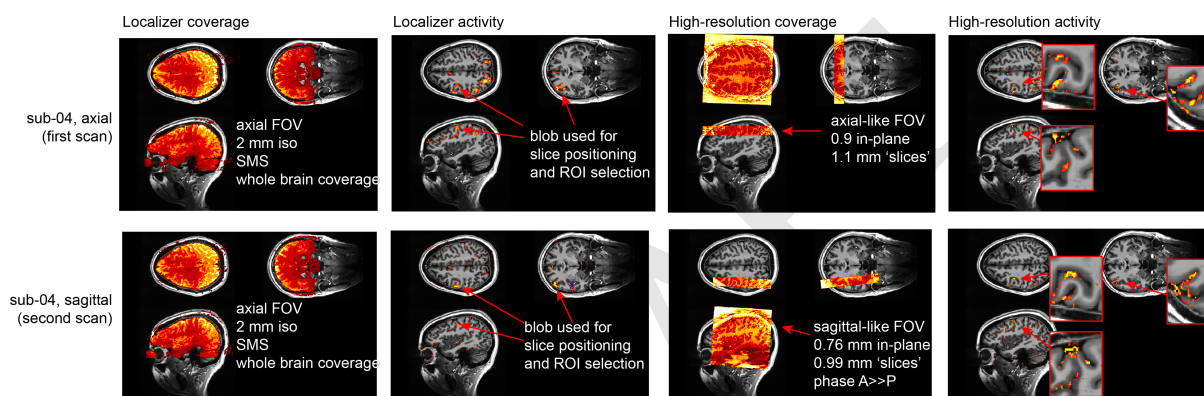 Localizer coverage
Localizer activity
High-resolution coverage
High-resolution activity
sub-04, axial
(first scan)
axial FOV
2 mm iso
SMS
whole brain coverage
blob used for
slice positioning
and ROI selection
axial-like FOV
0.9 in-plane
1.1 mm ‘slices’
sub-04, sagittal
(second scan)
axial FOV
2 mm iso
SMS
whole brain coverage
blob used for
slice positioning
and ROI selection
sagittal-like FOV
0.76 mm in-plane
0.99 mm ‘slices’
phase A>>P